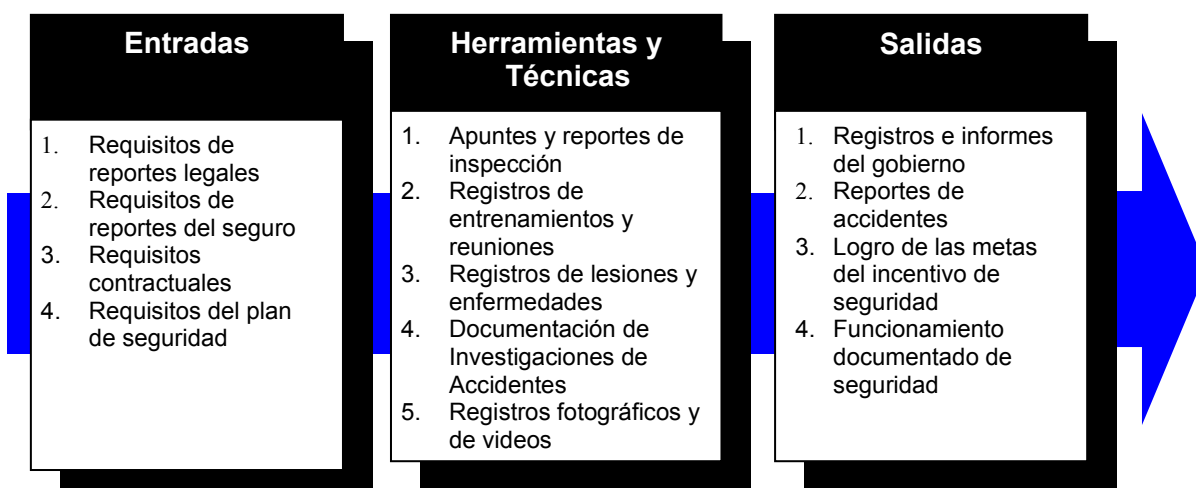 Entradas
1. Requisitos de
reportes legales
2. Requisitos de
reportes del seguro
3. Requisitos
contractuales
4. Requisitos del plan
de seguridad
Herramientas y
Técnicas
1. Apuntes y reportes de
inspección
2. Registros de
entrenamientos y
reuniones
3. Registros de lesiones y
enfermedades
4. Documentación de
Investigaciones de
Accidentes
5. Registros fotográficos y
de videos
Salidas
1. Registros e informes
del gobierno
2. Reportes de
accidentes
3. Logro de las metas
del incentivo de
seguridad
4. Funcionamiento
documentado de
seguridad